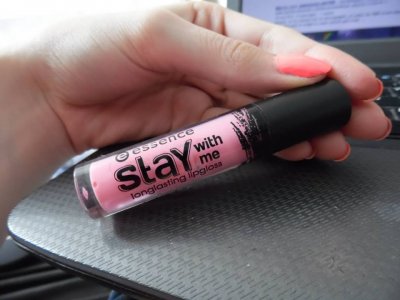 essence
stay with me
longlasting lipgloss